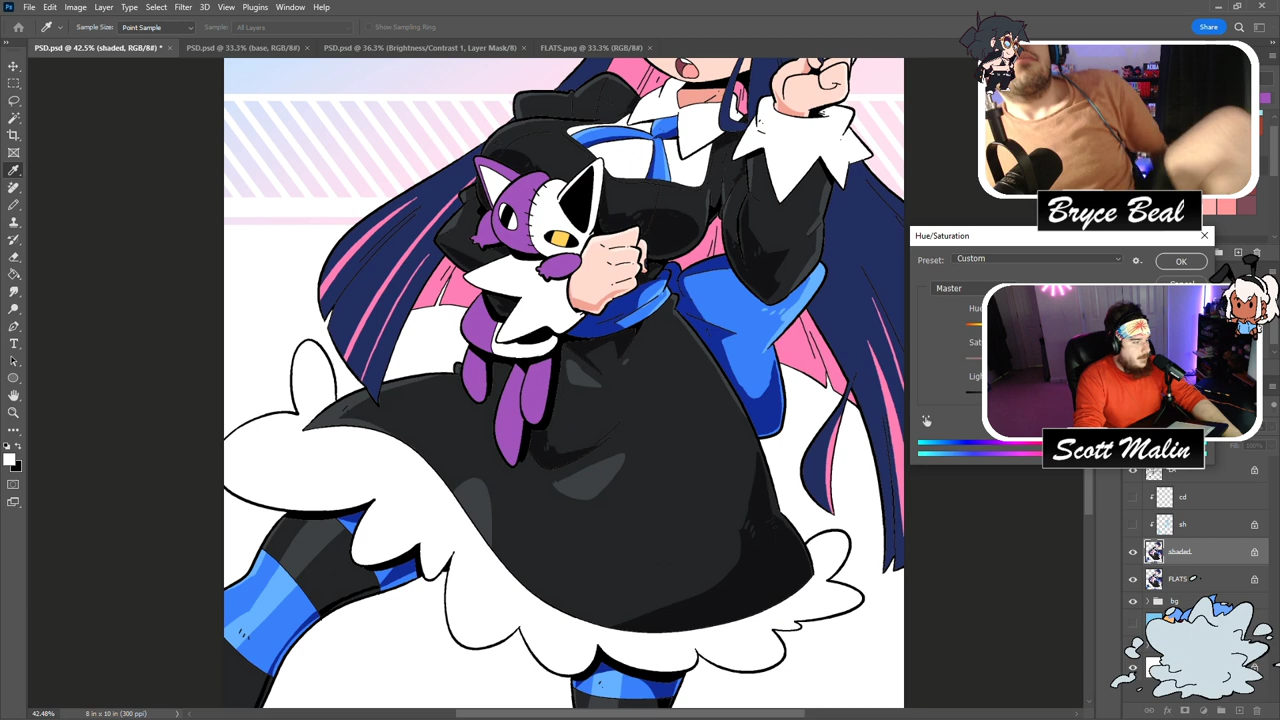 Ps File Edit Image Layer Type Select Filter 3D View Plugins Window Help
Sample Size: Point Sample Sample: All Layers Show Sampling Ring Share
PSD.psd @ 42.5% (shaded, RGB/8#) * × PSD.psd @ 33.3% (base, RGB/8#) × PSD.psd @ 36.3% (Brightness/Contrast 1, Layer Mask/8) × FLATS.png @ 33.3% (RGB/8#) ×
Bryce Beal
Hue/Saturation
Preset: Custom OK
Master
Hue
Sat
Ligh
Scott Malin
cd
sh
shaded.
FLATS
bg
42.48% 8 in x 10 in (300 ppi)